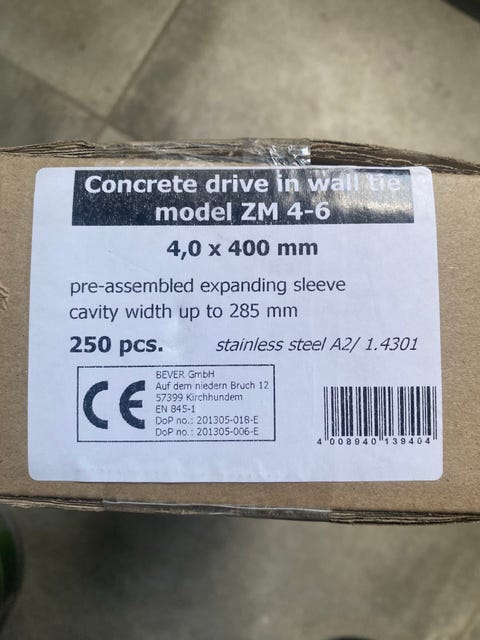 Concrete drive in wall tie
model ZM 4-6
4,0 x 400 mm
pre-assembled expanding sleeve
cavity width up to 285 mm
250 pcs. stainless steel A2/ 1.4301
CE
BEVER GmbH
Auf dem niedern Bruch 12
57399 Kirchhundem
EN 845-1
DoP no.: 201305-018-E
DoP no.: 201305-006-E
4 008940 139404